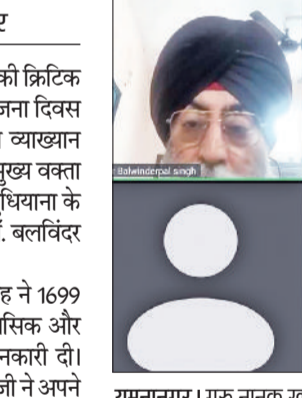 की क्रिटिक
जना दिवस
व्याख्यान
मुख्य वक्ता
धियाना के
. बलविंदर
ह ने 1699
सिक और
नकारी दी।
जी ने अपने
Balwinderpal singh
यमुनानगर। गुरु नानक